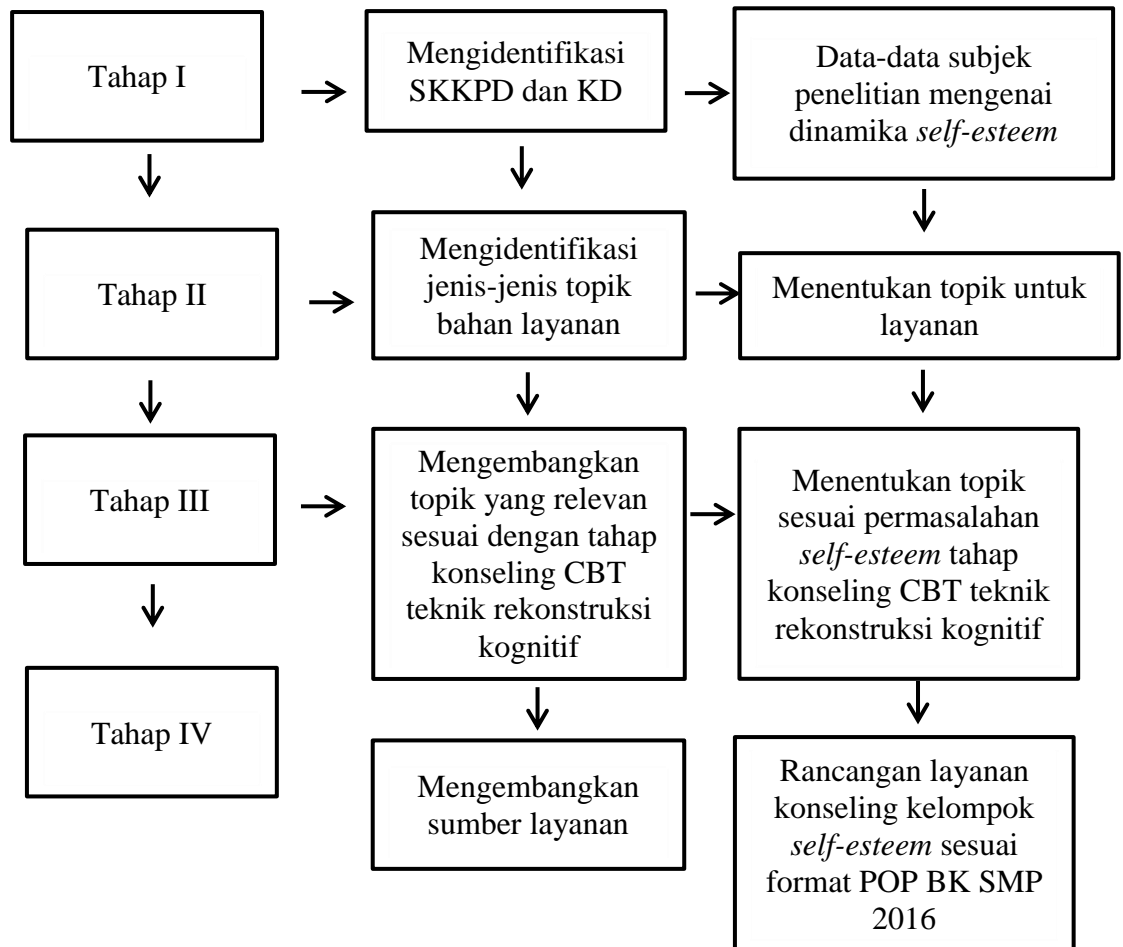 Tahap I
Mengidentifikasi
SKKPD dan KD
Data-data subjek
penelitian mengenai
dinamika self-esteem
Tahap II
Mengidentifikasi
jenis-jenis topik
bahan layanan
Menentukan topik untuk
layanan
Tahap III
Mengembangkan
topik yang relevan
sesuai dengan tahap
konseling CBT
teknik rekonstruksi
kognitif
Menentukan topik
sesuai permasalahan
self-esteem tahap
konseling CBT teknik
rekonstruksi kognitif
Tahap IV
Mengembangkan
sumber layanan
Rancangan layanan
konseling kelompok
self-esteem sesuai
format POP BK SMP
2016